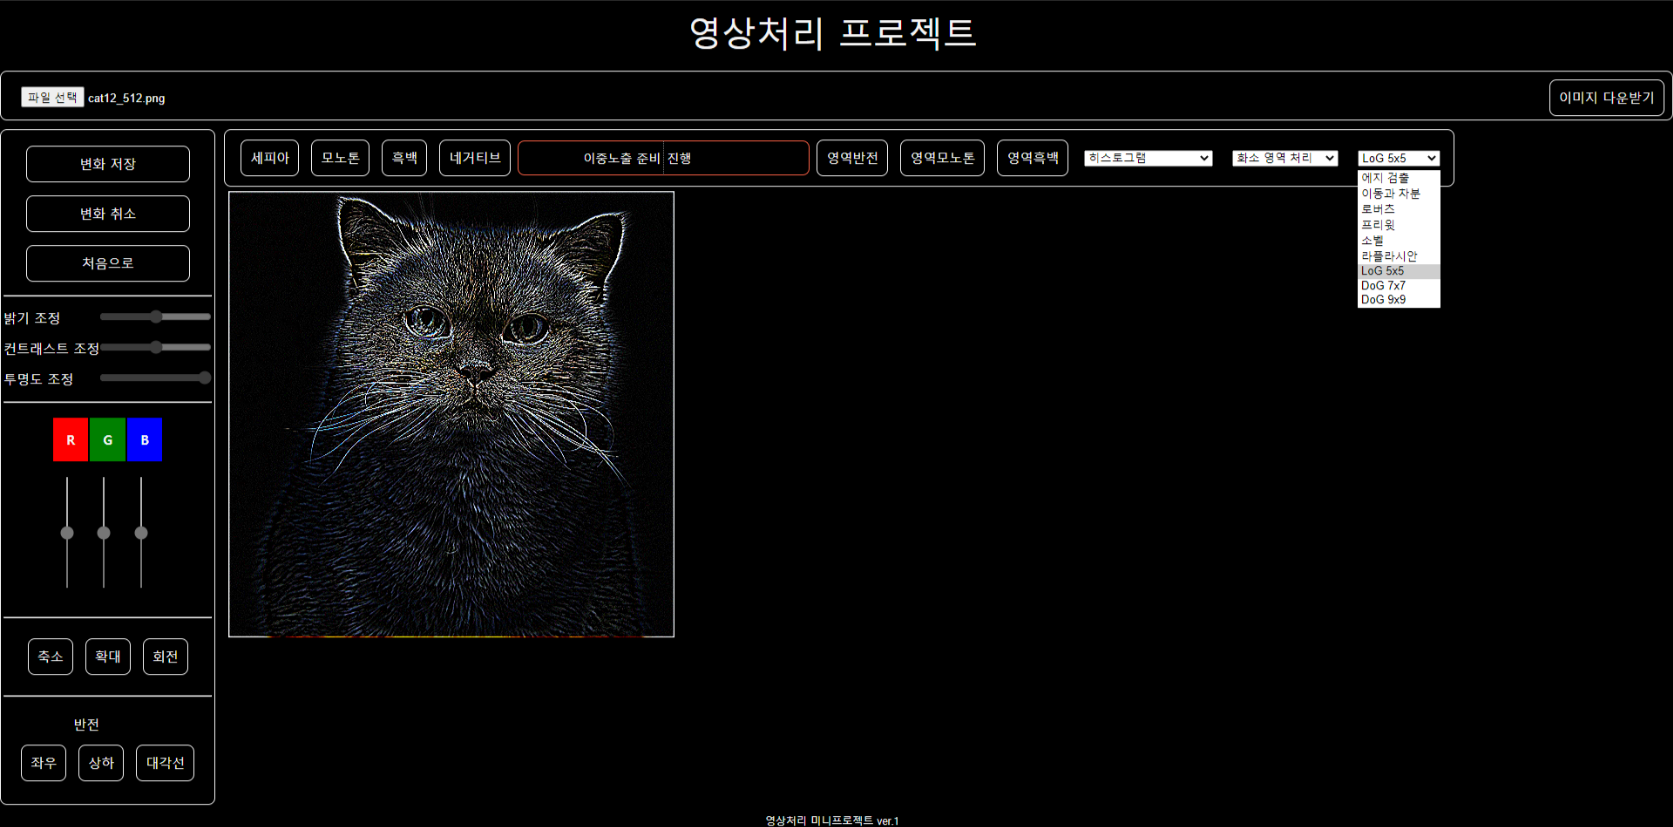 영상처리 프로젝트
파일 선택 cat12_512.png
이미지 다운받기
변화 저장
변화 취소
처음으로
밝기 조정
컨트래스트 조정
투명도 조정
R G B
축소 확대 회전
반전
좌우 상하 대각선
세피아 모노톤 흑백 네거티브 이중노출 준비 진행 영역반전 영역모노톤 영역흑백 히스토그램 화소 영역 처리 LoG 5x5
에지 검출
이동과 차분
로버츠
프리윗
소벨
라플라시안
LoG 5x5
DoG 7x7
DoG 9x9
영상처리 미니프로젝트 ver.1